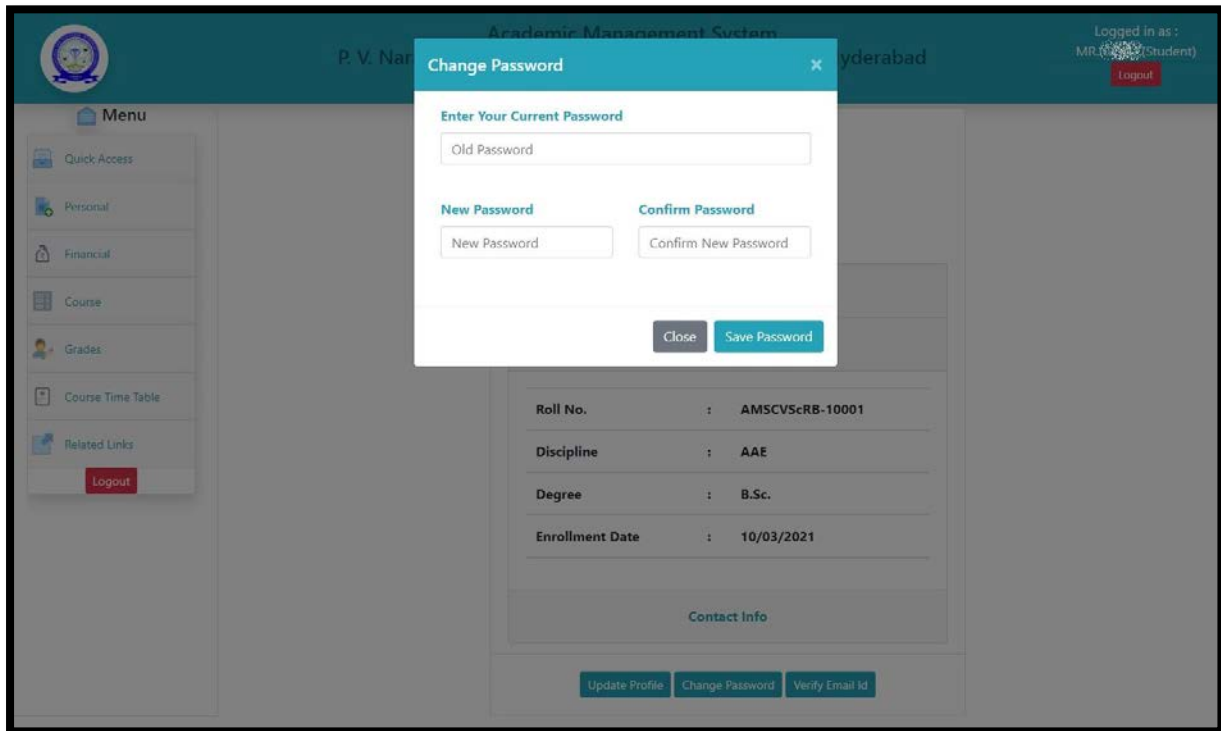 Academic Management System
P. V. Nar yderabad
Logged in as :
MR. (Student)
Logout
Change Password ×
Enter Your Current Password
Old Password
New Password Confirm Password
New Password Confirm New Password
Close Save Password
Menu
Quick Access
Personal
Financial
Course
Grades
Course Time Table
Related Links
Logout
Roll No. : AMSCVScRB-10001
Discipline : AAE
Degree : B.Sc.
Enrollment Date : 10/03/2021
Contact Info
Update Profile Change Password Verify Email Id